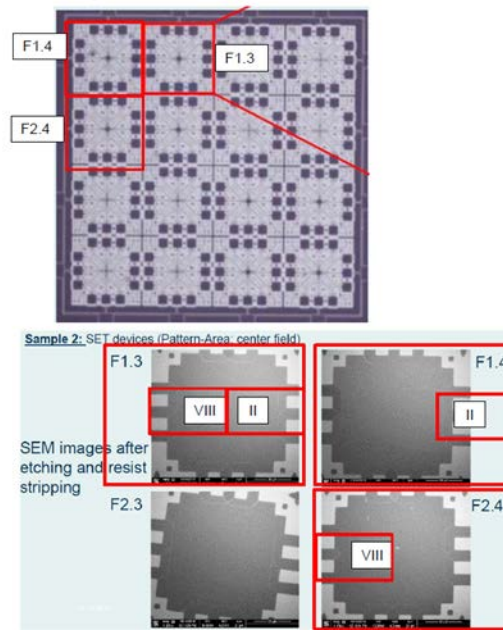 F1.4
F1.3
F2.4
Sample 2: SET devices (Pattern-Area: center field)
F1.3
F1.4
VIII
II
II
SEM images after
etching and resist
stripping
F2.3
F2.4
VIII